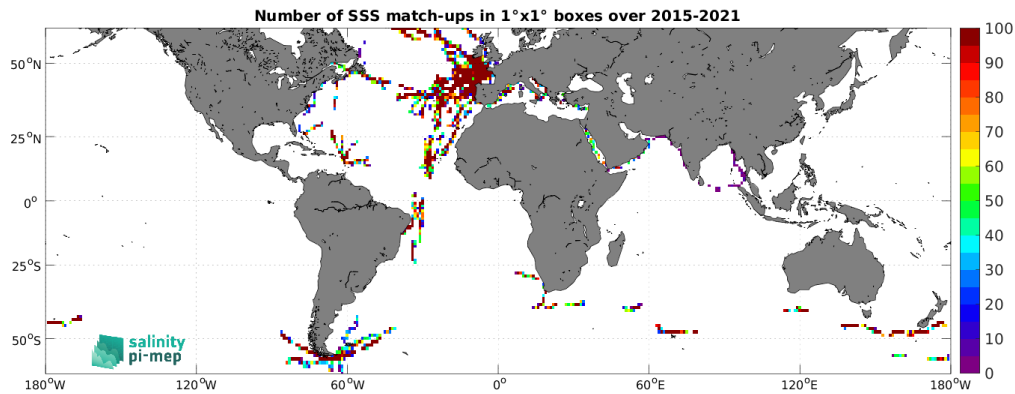 Number of SSS match-ups in 1°x1° boxes over 2015-2021
50°N
25°N
0°
25°S
50°S
180°W
120°W
60°W
0°
60°E
120°E
180°W
100
90
80
70
60
50
40
30
20
10
0
salinity
pi-mep